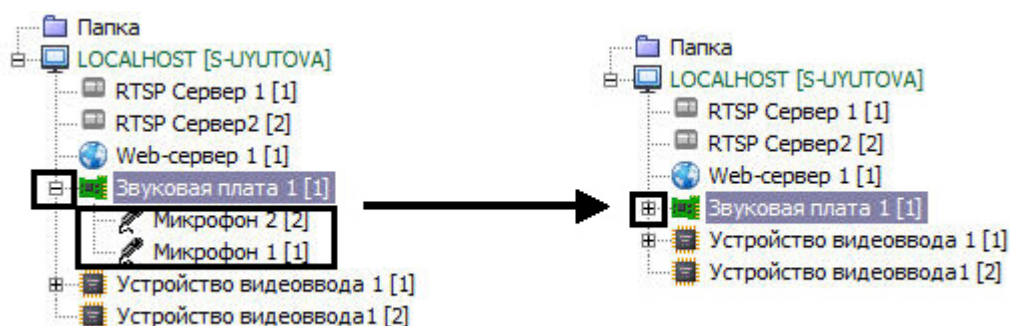 Папка
LOCALHOST [S-UYUTOVA]
RTSP Сервер 1 [1]
RTSP Сервер2 [2]
Web-сервер 1 [1]
Звуковая плата 1 [1]
Микрофон 2 [2]
Микрофон 1 [1]
Устройство видеоввода 1 [1]
Устройство видеоввода1 [2]
Папка
LOCALHOST [S-UYUTOVA]
RTSP Сервер 1 [1]
RTSP Сервер2 [2]
Web-сервер 1 [1]
Звуковая плата 1 [1]
Устройство видеоввода 1 [1]
Устройство видеоввода1 [2]